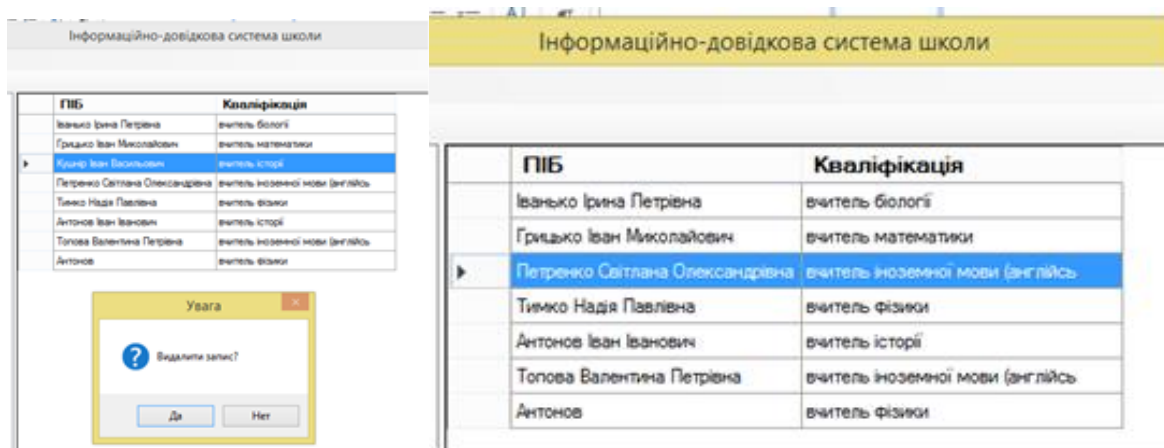 Інформаційно-довідкова система школи
ПІБ Кваліфікація
Іванько Ірина Петрівна вчитель біології
Грицько Іван Миколайович вчитель математики
Кушнір Іван Васильович вчитель історії
Петренко Світлана Олександрівна вчитель іноземної мови (англійсь
Тимко Надія Павлівна вчитель фізики
Антонов Іван Іванович вчитель історії
Топова Валентина Петрівна вчитель іноземної мови (англійсь
Антонов вчитель фізики
Увага
Видалити запис?
Да Нет
Інформаційно-довідкова система школи
ПІБ Кваліфікація
Іванько Ірина Петрівна вчитель біології
Грицько Іван Миколайович вчитель математики
Петренко Світлана Олександрівна вчитель іноземної мови (англійсь
Тимко Надія Павлівна вчитель фізики
Антонов Іван Іванович вчитель історії
Топова Валентина Петрівна вчитель іноземної мови (англійсь
Антонов вчитель фізики